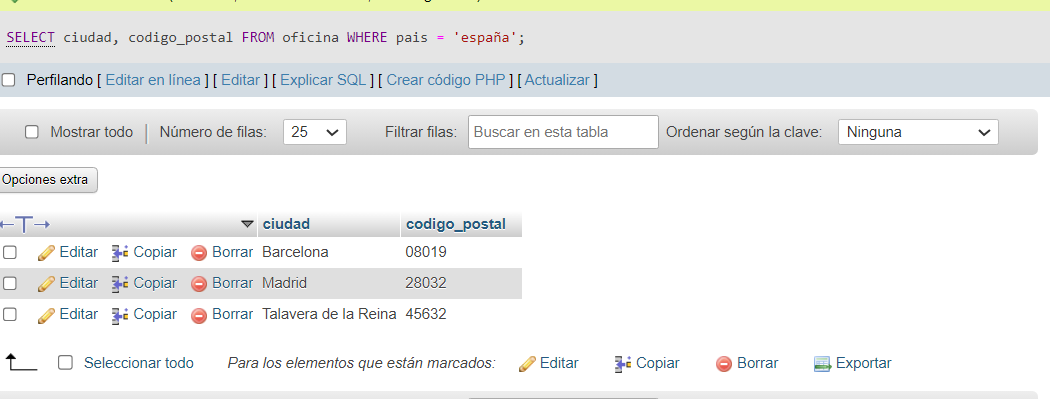 SELECT ciudad, codigo_postal FROM oficina WHERE pais = 'españa';
Perfilando [ Editar en línea ] [ Editar ] [ Explicar SQL ] [ Crear código PHP ] [ Actualizar ]
Mostrar todo | Número de filas: 25 Filtrar filas: Buscar en esta tabla Ordenar según la clave: Ninguna
Opciones extra
ciudad codigo_postal
Editar Copiar Borrar Barcelona 08019
Editar Copiar Borrar Madrid 28032
Editar Copiar Borrar Talavera de la Reina 45632
Seleccionar todo Para los elementos que están marcados: Editar Copiar Borrar Exportar